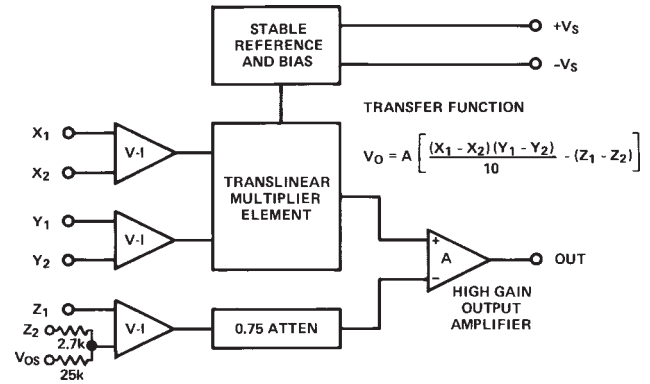 STABLE
REFERENCE
AND BIAS
+VS
−VS
TRANSFER FUNCTION
VO = A [ (X1 − X2) (Y1 − Y2) / 10 − (Z1 − Z2) ]
X1
X2
V-I
TRANSLINEAR
MULTIPLIER
ELEMENT
Y1
Y2
V-I
+
A
−
OUT
HIGH GAIN
OUTPUT
AMPLIFIER
Z1
Z2
2.7k
VOS
25k
V-I
0.75 ATTEN